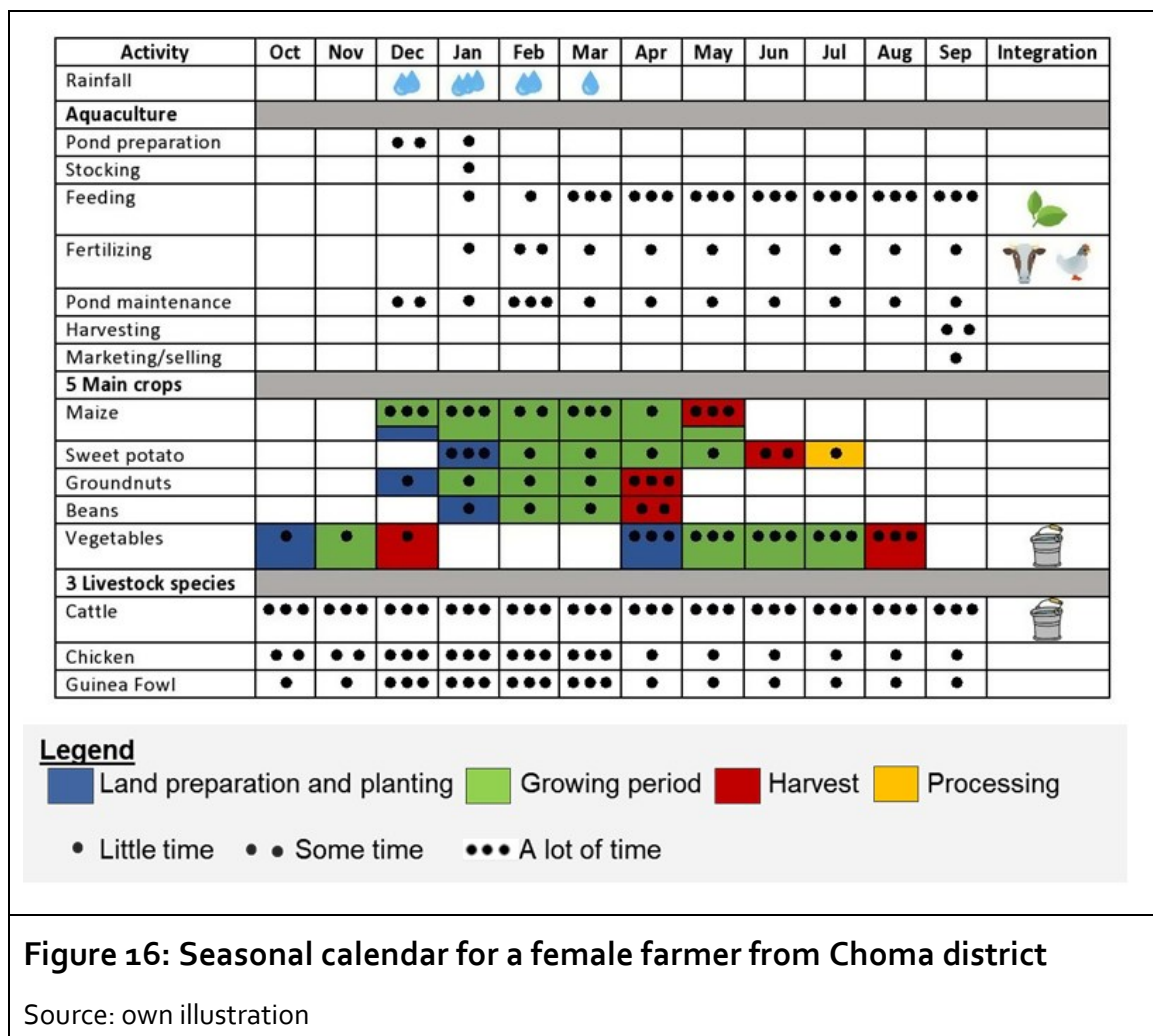 Activity Oct Nov Dec Jan Feb Mar Apr May Jun Jul Aug Sep Integration
Rainfall
Aquaculture
Pond preparation
Stocking
Feeding
Fertilizing
Pond maintenance
Harvesting
Marketing/selling
5 Main crops
Maize
Sweet potato
Groundnuts
Beans
Vegetables
3 Livestock species
Cattle
Chicken
Guinea Fowl
Legend
Land preparation and planting Growing period Harvest Processing
Little time Some time A lot of time
Figure 16: Seasonal calendar for a female farmer from Choma district
Source: own illustration